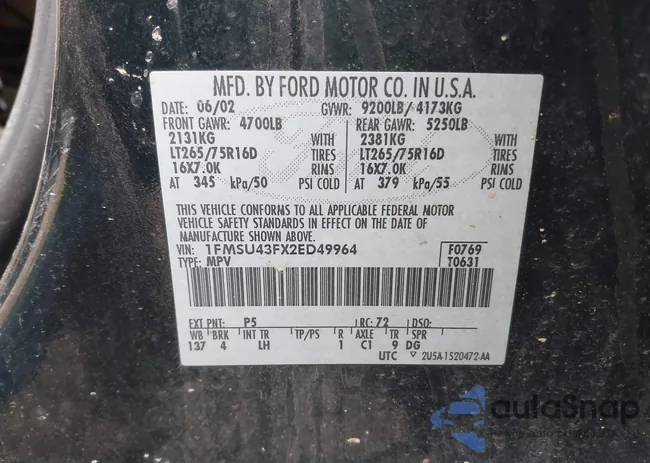 MFD. BY FORD MOTOR CO. IN U.S.A.
DATE: 06/02 GVWR: 9200LB/4173KG
FRONT GAWR: 4700LB REAR GAWR: 5250LB
2131KG WITH 2381KG WITH
LT265/75R16D TIRES LT265/75R16D TIRES
16X7.0K RIMS 16X7.0K RIMS
AT 345 kPa/50 PSI COLD AT 379 kPa/55 PSI COLD
THIS VEHICLE CONFORMS TO ALL APPLICABLE FEDERAL MOTOR
VEHICLE SAFETY STANDARDS IN EFFECT ON THE DATE OF
MANUFACTURE SHOWN ABOVE.
VIN: 1FMSU43FX2ED49964 F0769
TYPE: MPV T0631
EXT PNT: P5 RC: 72 DSO:
WB BRK INT TR TP/PS R AXLE TR SPR
137 4 LH 1 C1 9 DG
UTC ▽ 2U5A-1520472-AA
autoSnap